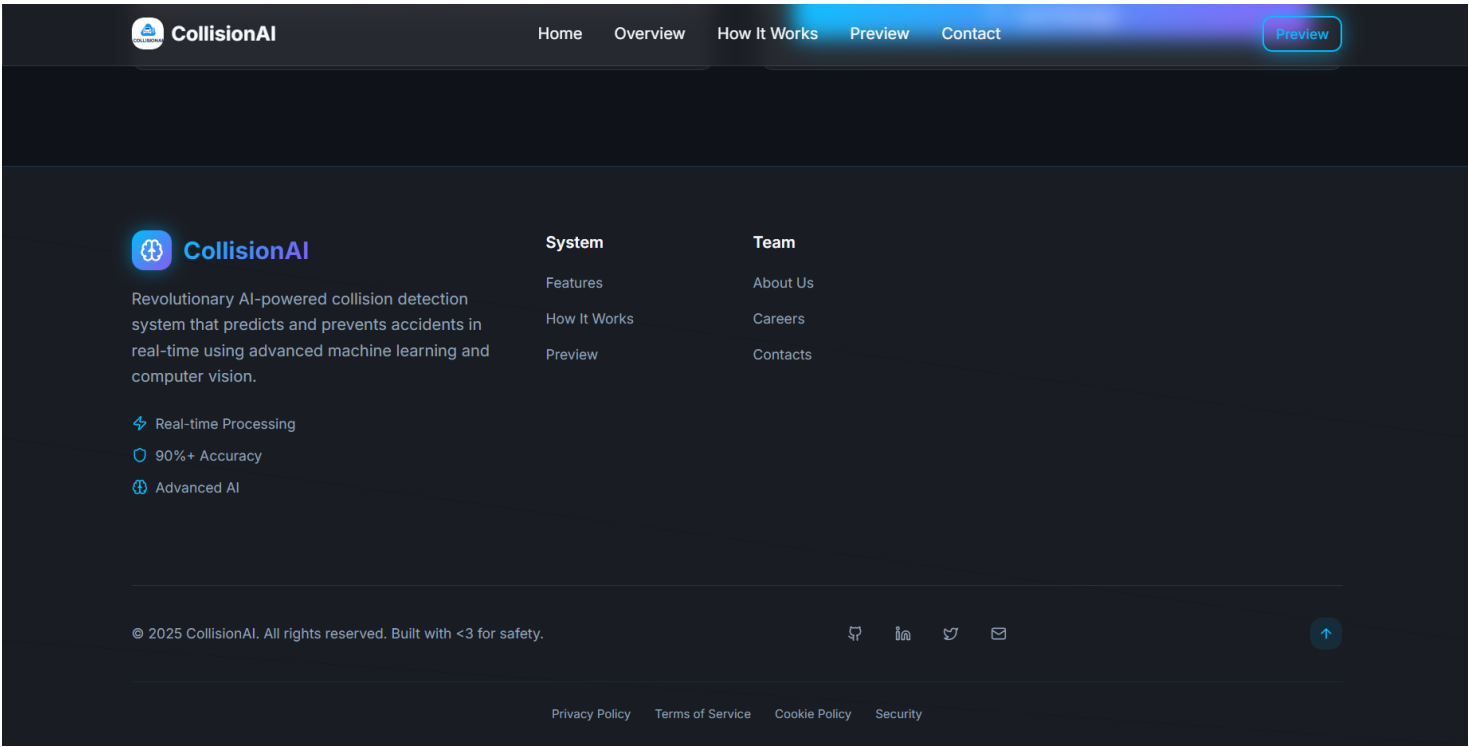 CollisionAI
Home Overview How It Works Preview Contact
Preview
CollisionAI
Revolutionary AI-powered collision detection
system that predicts and prevents accidents in
real-time using advanced machine learning and
computer vision.
Real-time Processing
90%+ Accuracy
Advanced AI
System
Features
How It Works
Preview
Team
About Us
Careers
Contacts
© 2025 CollisionAI. All rights reserved. Built with <3 for safety.
Privacy Policy Terms of Service Cookie Policy Security